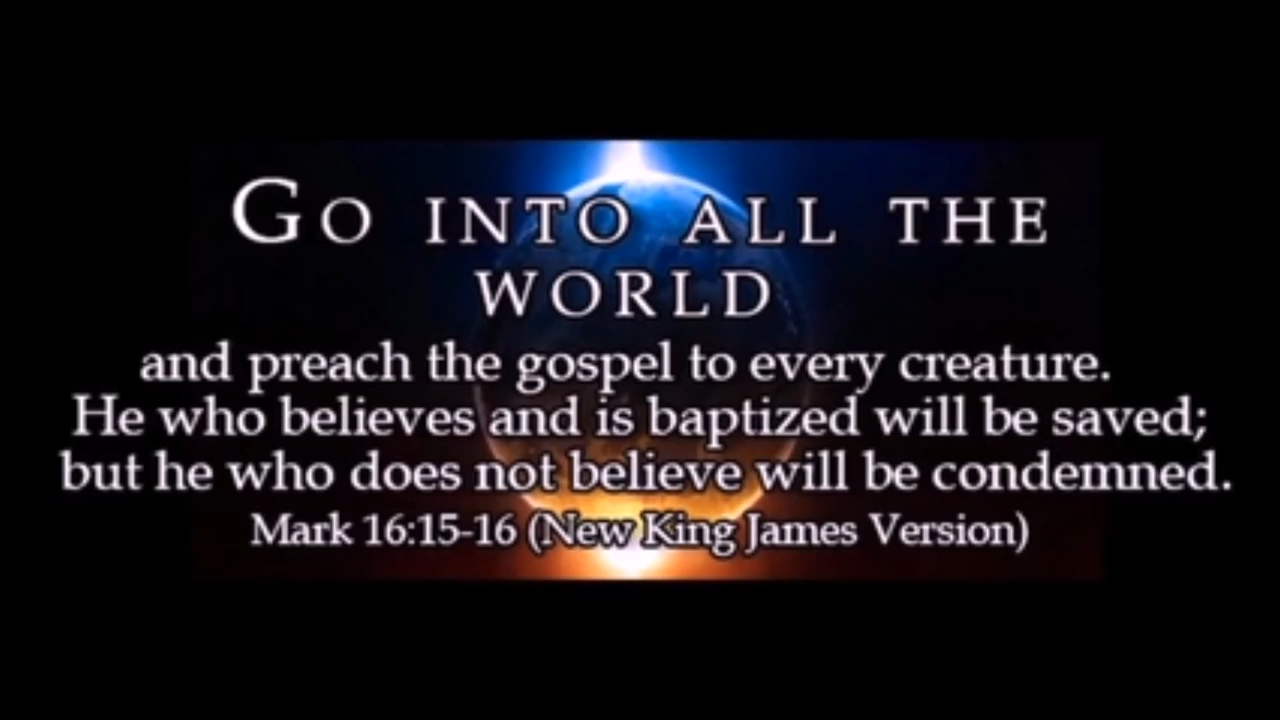 Go into all the
world
and preach the gospel to every creature.
He who believes and is baptized will be saved;
but he who does not believe will be condemned.
Mark 16:15-16 (New King James Version)